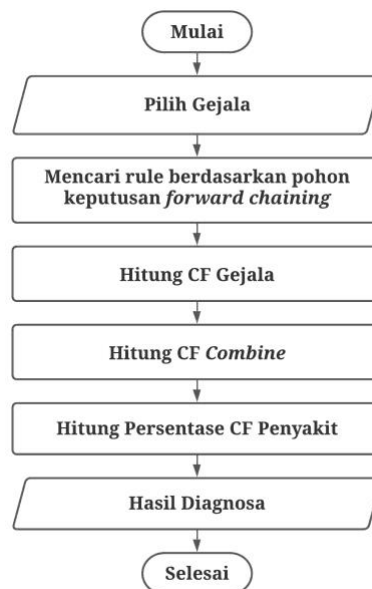 Mulai
Pilih Gejala
Mencari rule berdasarkan pohon
keputusan forward chaining
Hitung CF Gejala
Hitung CF Combine
Hitung Persentase CF Penyakit
Hasil Diagnosa
Selesai